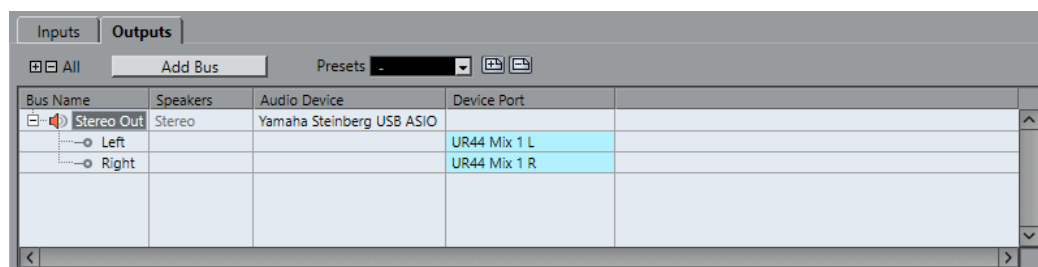 Inputs Outputs
All Add Bus Presets -
Bus Name Speakers Audio Device Device Port
Stereo Out Stereo Yamaha Steinberg USB ASIO
Left UR44 Mix 1 L
Right UR44 Mix 1 R